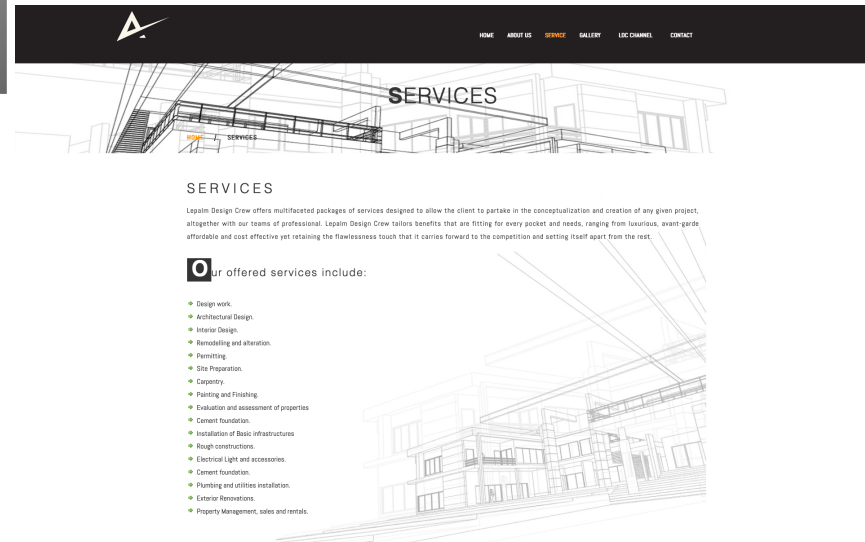 HOME ABOUT US SERVICE GALLERY LDC CHANNEL CONTACT
SERVICES
HOME / SERVICES
SERVICES
Lepalm Design Crew offers multifaceted packages of services designed to allow the client to partake in the conceptualization and creation of any given project,
altogether with our teams of professional. Lepalm Design Crew tailors benefits that are fitting for every pocket and needs, ranging from luxurious, avant-garde
affordable and cost effective yet retaining the flawlessness touch that it carries forward to the competition and setting itself apart from the rest.
Our offered services include:
Design work.
Architectural Design.
Interior Design.
Remodelling and alteration.
Permitting.
Site Preparation.
Carpentry.
Painting and Finishing.
Evaluation and assessment of properties
Cement foundation.
Installation of Basic infrastructures
Rough constructions.
Electrical Light and accessories.
Cement foundation.
Plumbing and utilities installation.
Exterior Renovations.
Property Management, sales and rentals.